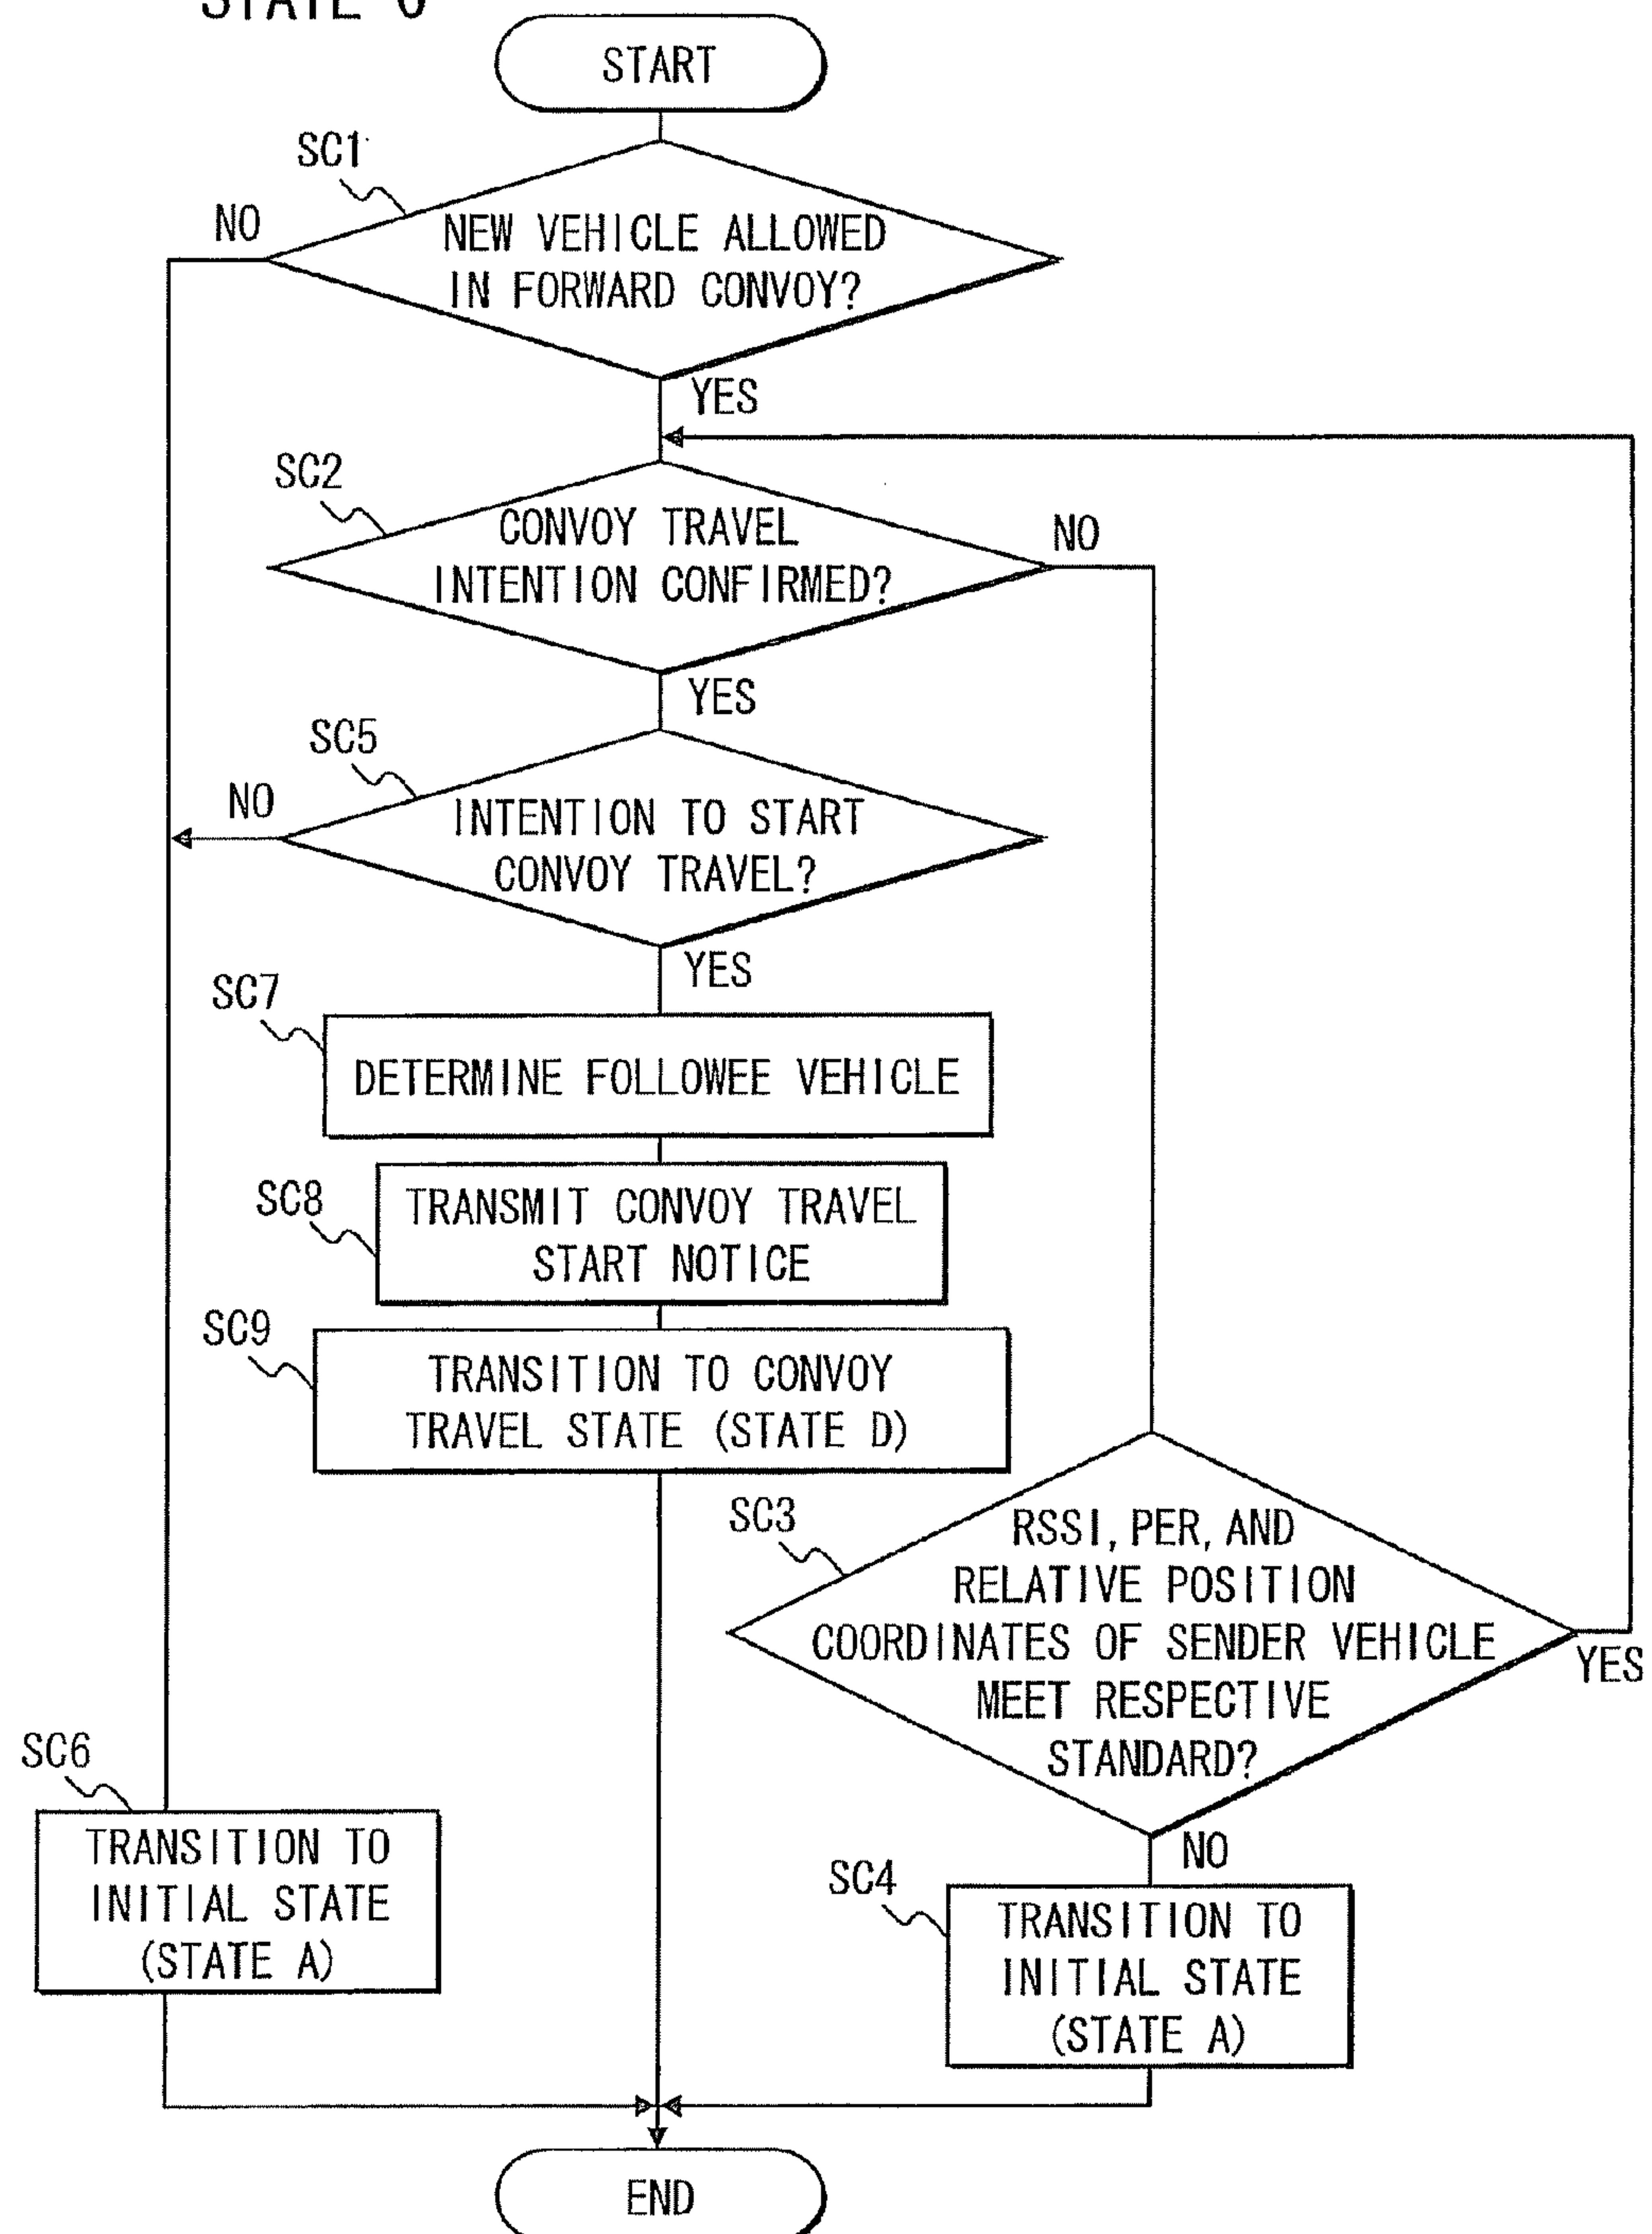 START
SC1
NO
NEW VEHICLE ALLOWED
IN FORWARD CONVOY?
YES
SC2
CONVOY TRAVEL
INTENTION CONFIRMED?
NO
YES
SC5
NO
INTENTION TO START
CONVOY TRAVEL?
YES
SC7
DETERMINE FOLLOWEE VEHICLE
SC8
TRANSMIT CONVOY TRAVEL
START NOTICE
SC9
TRANSITION TO CONVOY
TRAVEL STATE (STATE D)
SC3
RSSI, PER, AND
RELATIVE POSITION
COORDINATES OF SENDER VEHICLE
MEET RESPECTIVE
STANDARD?
YES
NO
SC6
TRANSITION TO
INITIAL STATE
(STATE A)
SC4
TRANSITION TO
INITIAL STATE
(STATE A)
END